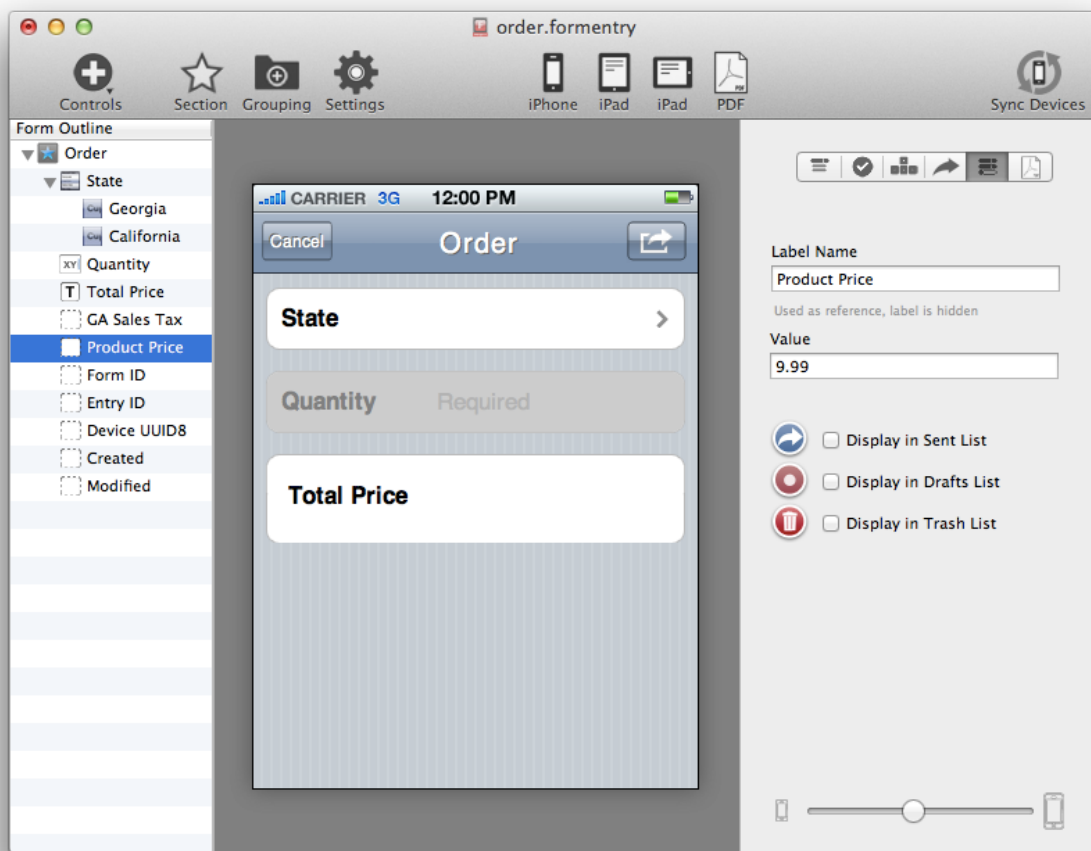 order.formentry
Controls Section Grouping Settings iPhone iPad iPad PDF Sync Devices
Form Outline
Order
State
Georgia
California
XY Quantity
T Total Price
GA Sales Tax
Product Price
Form ID
Entry ID
Device UUID8
Created
Modified
CARRIER 3G 12:00 PM
Cancel Order
State
Quantity Required
Total Price
Label Name
Product Price
Used as reference, label is hidden
Value
9.99
Display in Sent List
Display in Drafts List
Display in Trash List